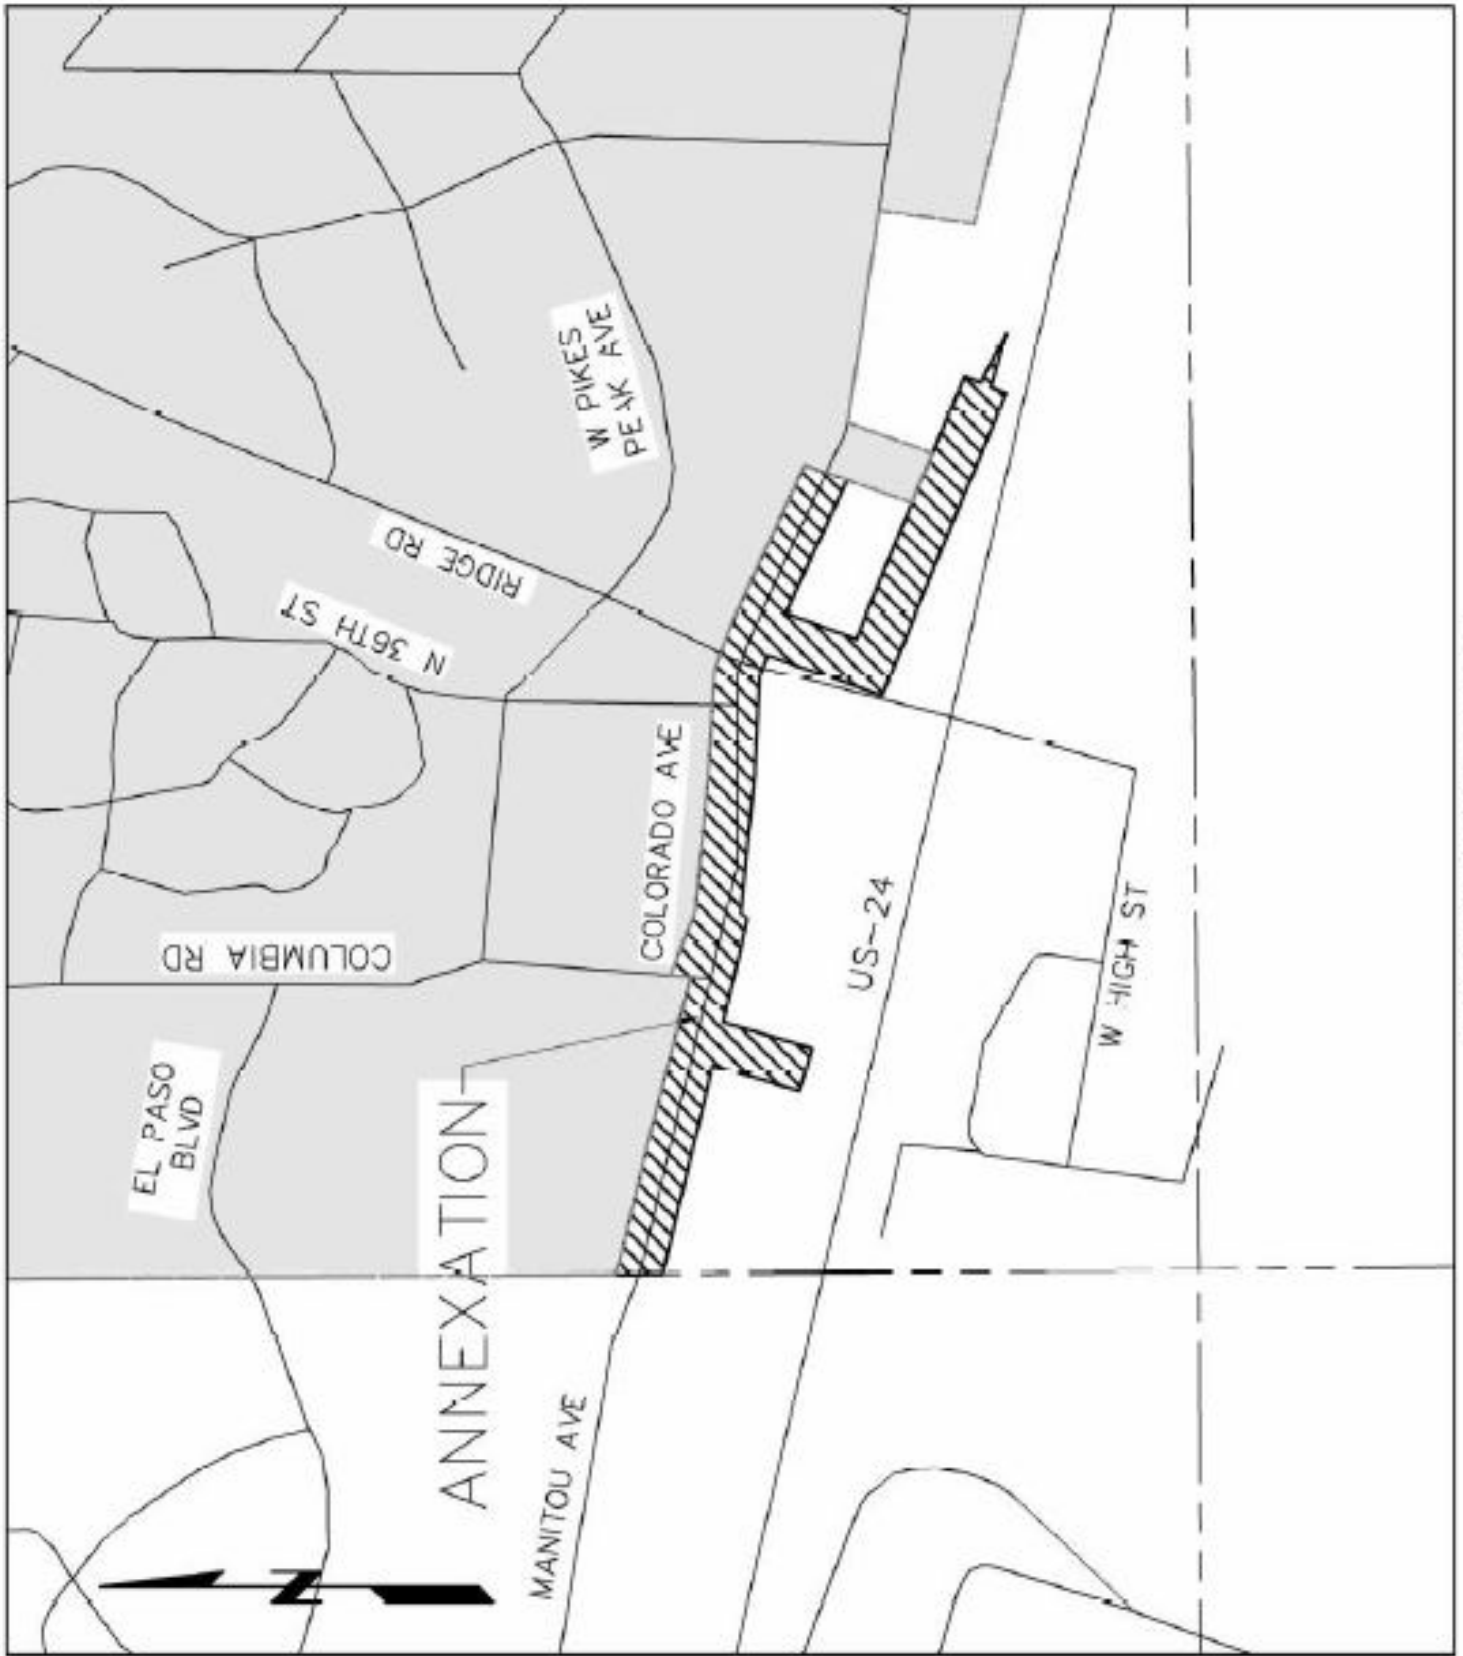 EL PASO
BLVD
COLUMBIA RD
N
N 36TH ST
RIDGE RD
ANNEXATION
W PIKES
PEAK AVE
MANITOU AVE
COLORADO AVE
US-24
W HIGH ST